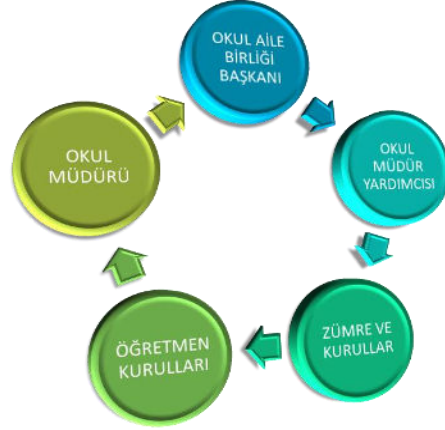 OKUL AİLE
BİRLİĞİ
BAŞKANI
OKUL
MÜDÜR
YARDIMCISI
ZÜMRE VE
KURULLAR
ÖĞRETMEN
KURULLARI
OKUL
MÜDÜRÜ